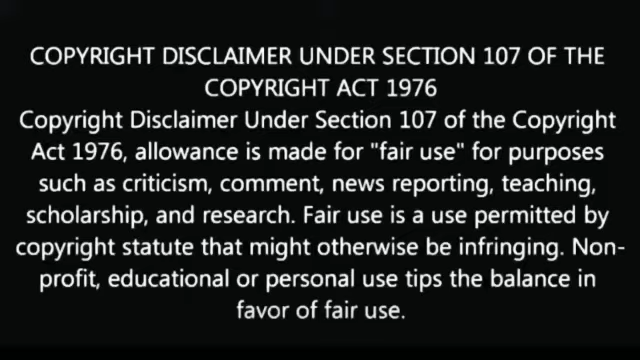 COPYRIGHT DISCLAIMER UNDER SECTION 107 OF THE
COPYRIGHT ACT 1976
Copyright Disclaimer Under Section 107 of the Copyright
Act 1976, allowance is made for "fair use" for purposes
such as criticism, comment, news reporting, teaching,
scholarship, and research. Fair use is a use permitted by
copyright statute that might otherwise be infringing. Non-
profit, educational or personal use tips the balance in
favor of fair use.